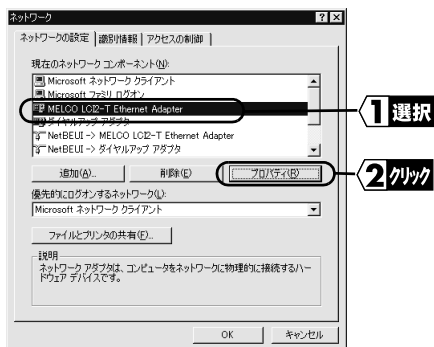 ネットワーク
ネットワークの設定 識別情報 アクセスの制御
現在のネットワーク コンポーネント(N):
Microsoft ネットワーク クライアント
Microsoft ファミリ ログオン
MELCO LCI2-T Ethernet Adapter
ダイヤルアップ アダプタ
NetBEUI -> MELCO LCI2-T Ethernet Adapter
NetBEUI -> ダイヤルアップ アダプタ
1 選択
追加(A)... 削除(E) プロパティ(R)
2 クリック
優先的にログオンするネットワーク(L):
Microsoft ネットワーク クライアント
ファイルとプリンタの共有(F)...
説明
ネットワーク アダプタは、コンピュータをネットワークに物理的に接続するハー
ドウェア デバイスです。
OK キャンセル